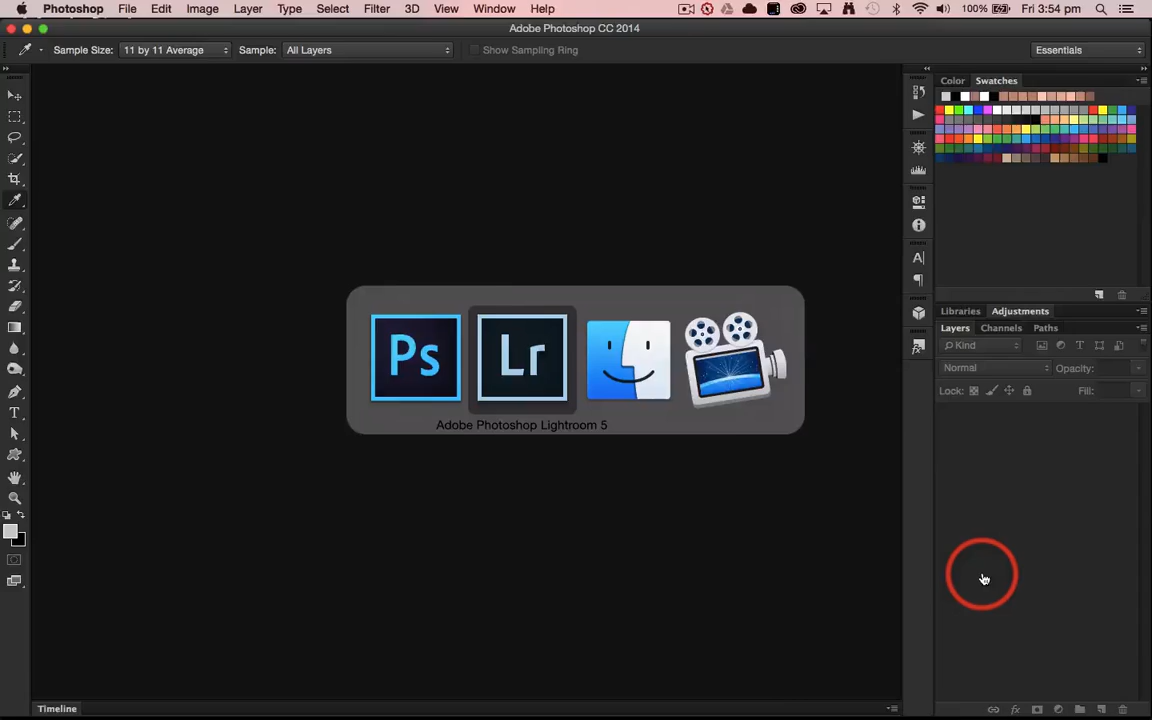 Photoshop File Edit Image Layer Type Select Filter 3D View Window Help 100% Fri 3:54 pm
Adobe Photoshop CC 2014
Sample Size: 11 by 11 Average Sample: All Layers Show Sampling Ring Essentials
Color Swatches
Ps Lr
Adobe Photoshop Lightroom 5
Libraries Adjustments
Layers Channels Paths
Kind
Normal Opacity:
Lock: Fill:
Timeline